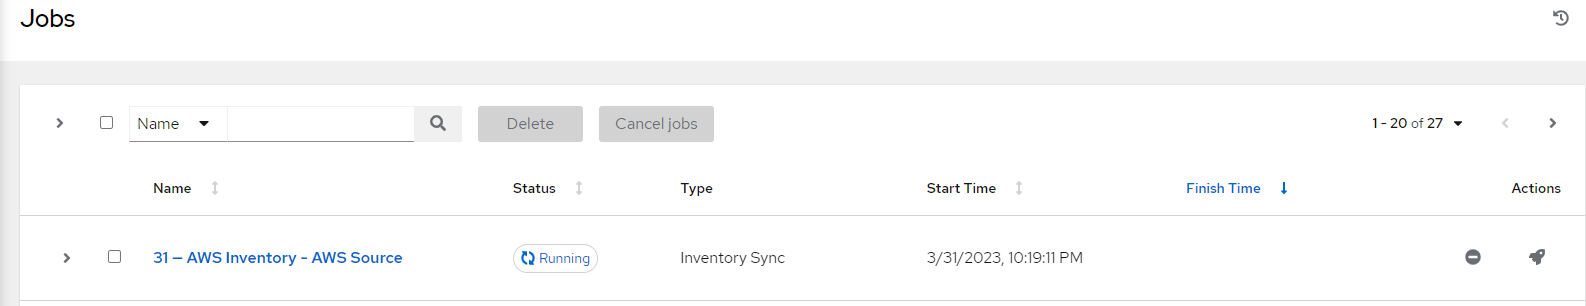 Jobs
Name Delete Cancel jobs 1 - 20 of 27
Name Status Type Start Time Finish Time Actions
31 – AWS Inventory - AWS Source Running Inventory Sync 3/31/2023, 10:19:11 PM